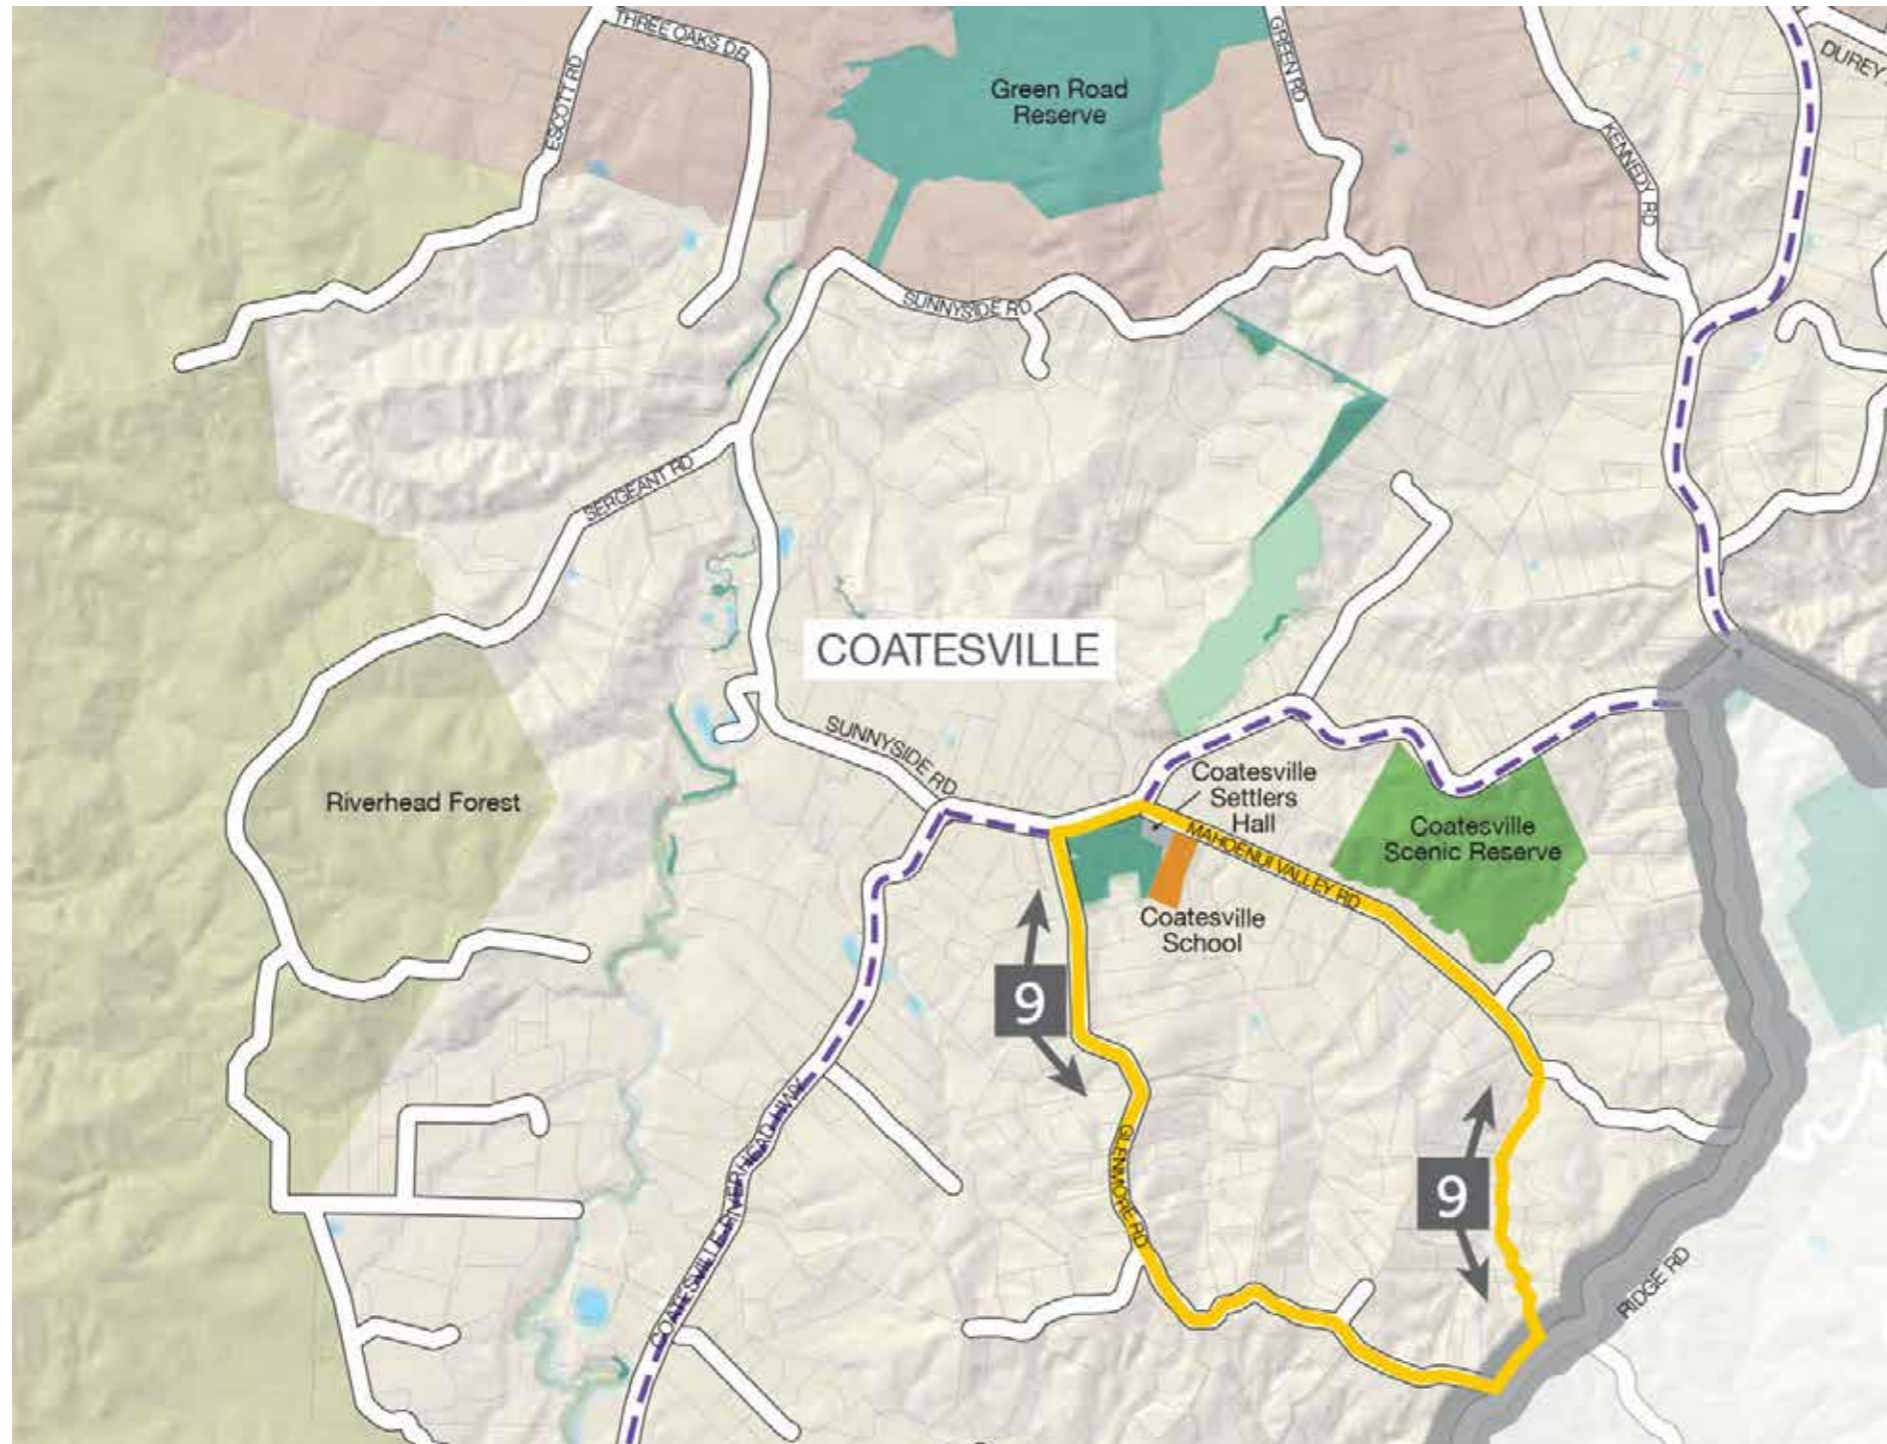 THREE OAKS DR
ESCOTT RD
GREEN RD
DUREY
KENNEDY RD
Green Road
Reserve
SUNNYSIDE RD
SERGEANT RD
COATESVILLE
SUNNYSIDE RD
Riverhead Forest
Coatesville
Settlers
Hall
MAHOENUI VALLEY RD
Coatesville
Scenic Reserve
Coatesville
School
9
9
GLENMORE RD
COATESVILLE RIVERHEAD HWY
RIDGE RD